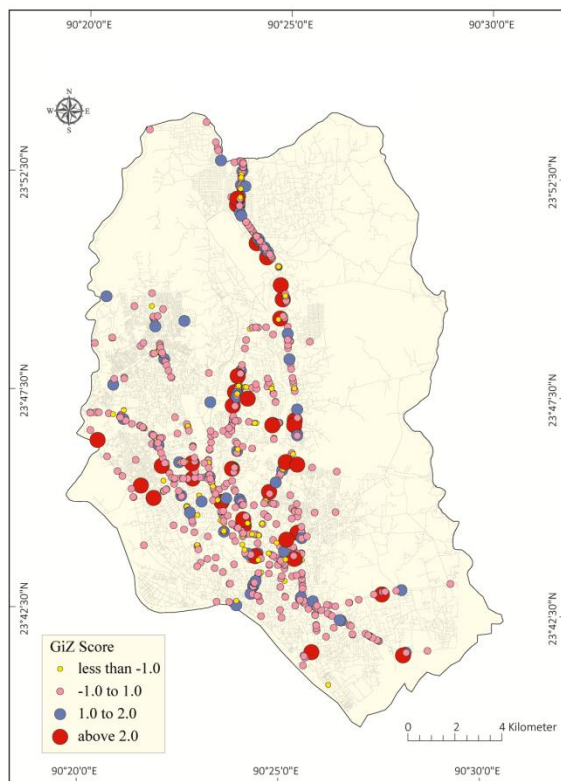 90°20'0"E 90°25'0"E 90°30'0"E
N
W E
S
23°52'30"N 23°52'30"N
23°47'30"N 23°47'30"N
23°42'30"N 23°42'30"N
GiZ Score
less than -1.0
-1.0 to 1.0
1.0 to 2.0
above 2.0
0 2 4 Kilometer
90°20'0"E 90°25'0"E 90°30'0"E